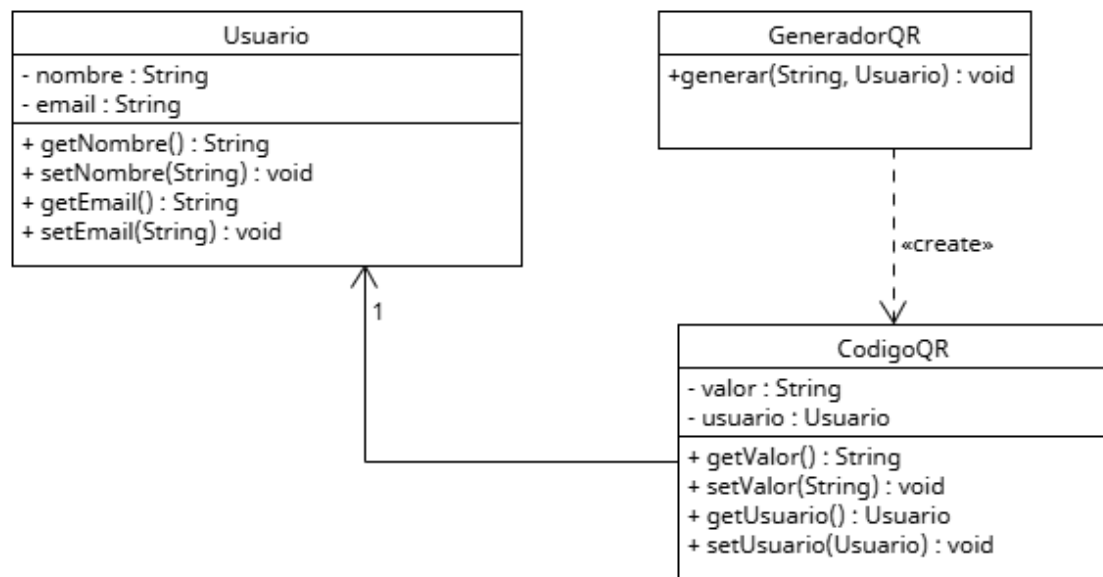 Usuario
- nombre : String
- email : String
+ getNombre() : String
+ setNombre(String) : void
+ getEmail() : String
+ setEmail(String) : void
GeneradorQR
+generar(String, Usuario) : void
«create»
1
CodigoQR
- valor : String
- usuario : Usuario
+ getValor() : String
+ setValor(String) : void
+ getUsuario() : Usuario
+ setUsuario(Usuario) : void